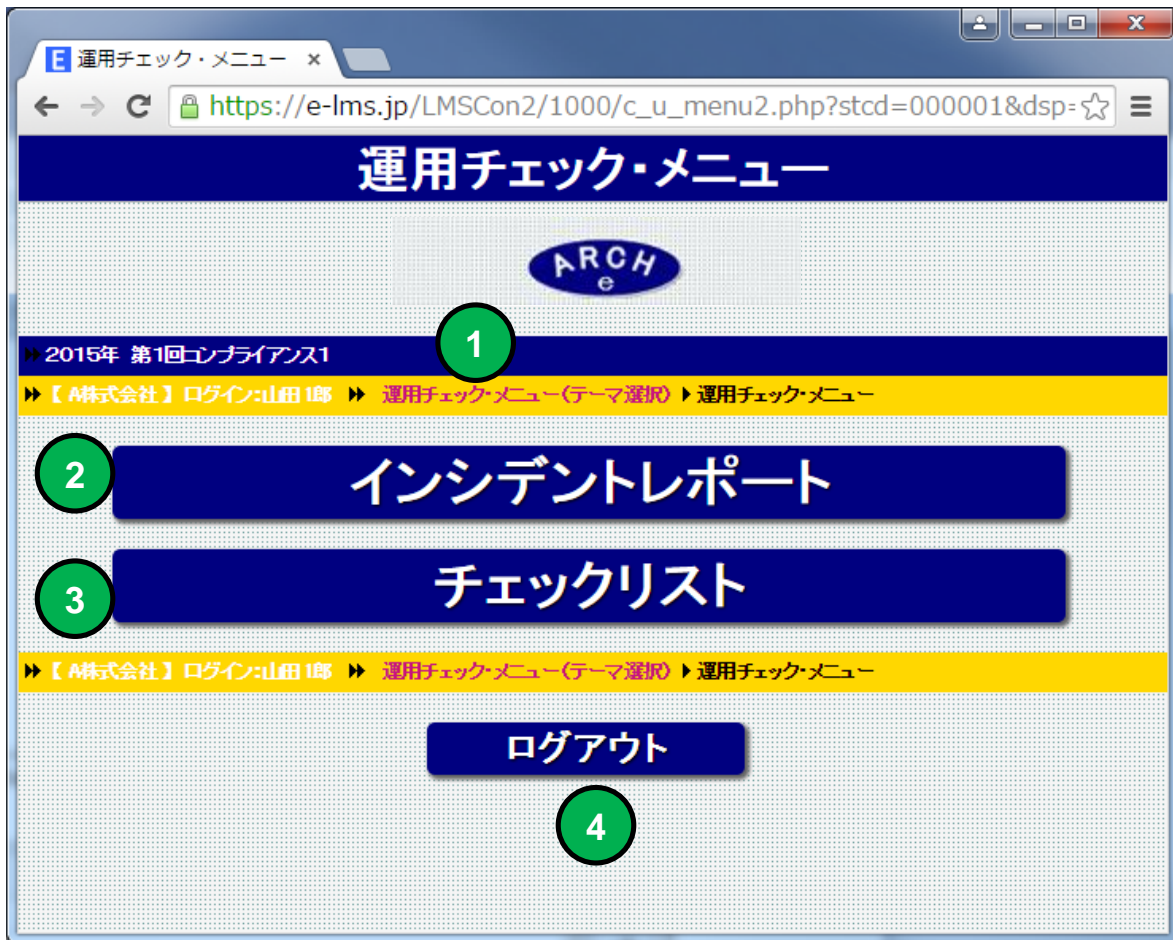 運用チェック・メニュー ×
https://e-lms.jp/LMSCon2/1000/c_u_menu2.php?stcd=000001&dsp=
運用チェック・メニュー
ARCH
e
1
2015年 第1回コンプライアンス1
【 A株式会社 】 ログイン:山田 1郎 運用チェック・メニュー(テーマ選択) 運用チェック・メニュー
2
インシデントレポート
3
チェックリスト
【 A株式会社 】 ログイン:山田 1郎 運用チェック・メニュー(テーマ選択) 運用チェック・メニュー
ログアウト
4